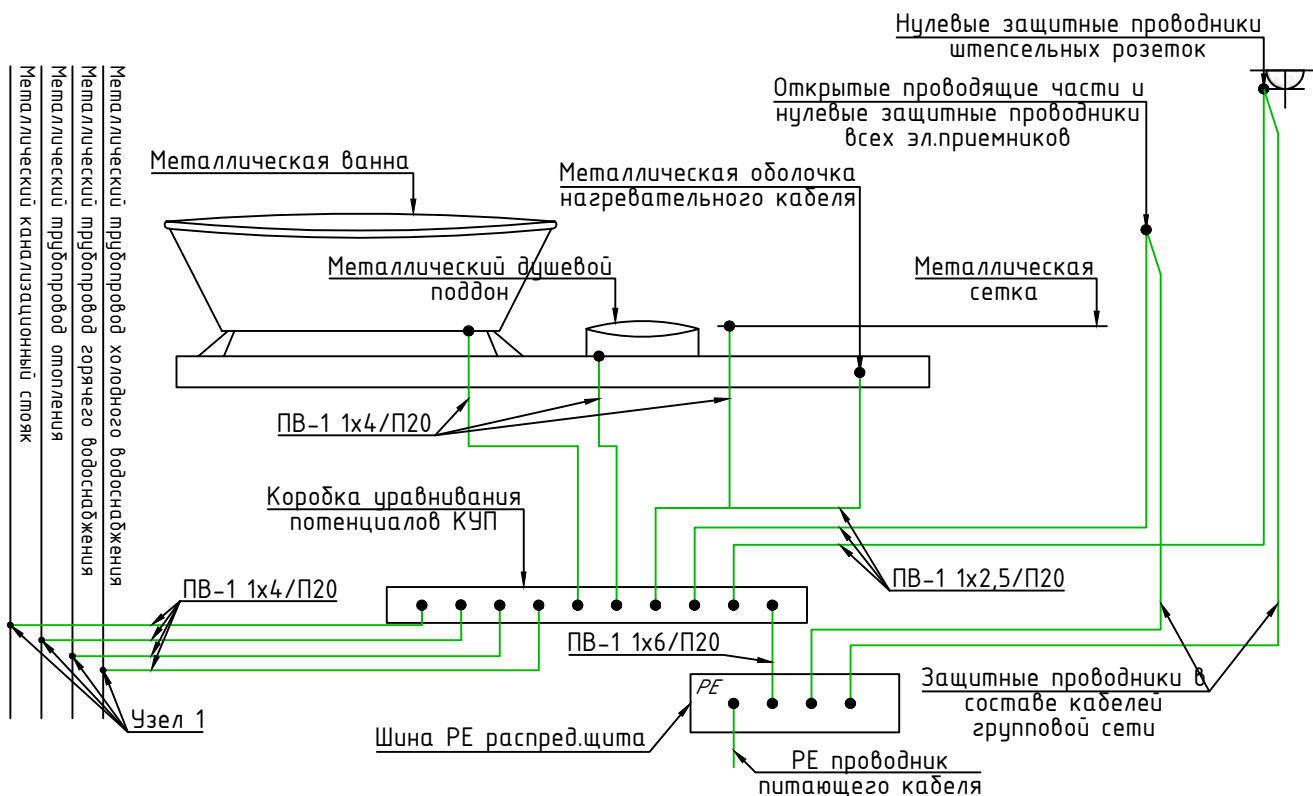 Нулевые защитные проводники
штепсельных розеток
Открытые проводящие части и
нулевые защитные проводники
всех эл.приемников
Металлическая ванна
Металлическая оболочка
нагревательного кабеля
Металлический душевой
поддон
Металлическая
сетка
Металлический канализационный стояк
Металлический трубопровод отопления
Металлический трубопровод горячего водоснабжения
Металлический трубопровод холодного водоснабжения
ПВ-1 1х4/П20
Коробка уравнивания
потенциалов КУП
ПВ-1 1х4/П20
ПВ-1 1х2,5/П20
ПВ-1 1х6/П20
РЕ
Защитные проводники в
составе кабелей
групповой сети
Узел 1
Шина РЕ распред.щита
РЕ проводник
питающего кабеля